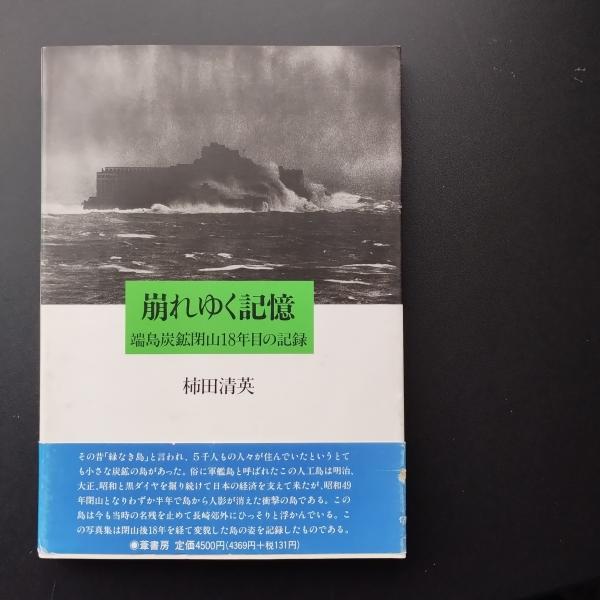 崩れゆく記憶
端島炭鉱閉山18年目の記録
柿田清英
その昔「緑なき島」と言われ、5千人もの人々が住んでいたというとて
も小さな炭鉱の島があった。俗に軍艦島と呼ばれたこの人工島は明治、
大正、昭和と黒ダイヤを掘り続けて日本の経済を支えて来たが、昭和49
年閉山となりわずか半年で島から人影が消えた衝撃の島である。この
島は今も当時の名残を止めて長崎郊外にひっそりと浮かんでいる。こ
の写真集は閉山後18年を経て変貌した島の姿を記録したものである。
◉葦書房 定価4500円(4369円+税131円)